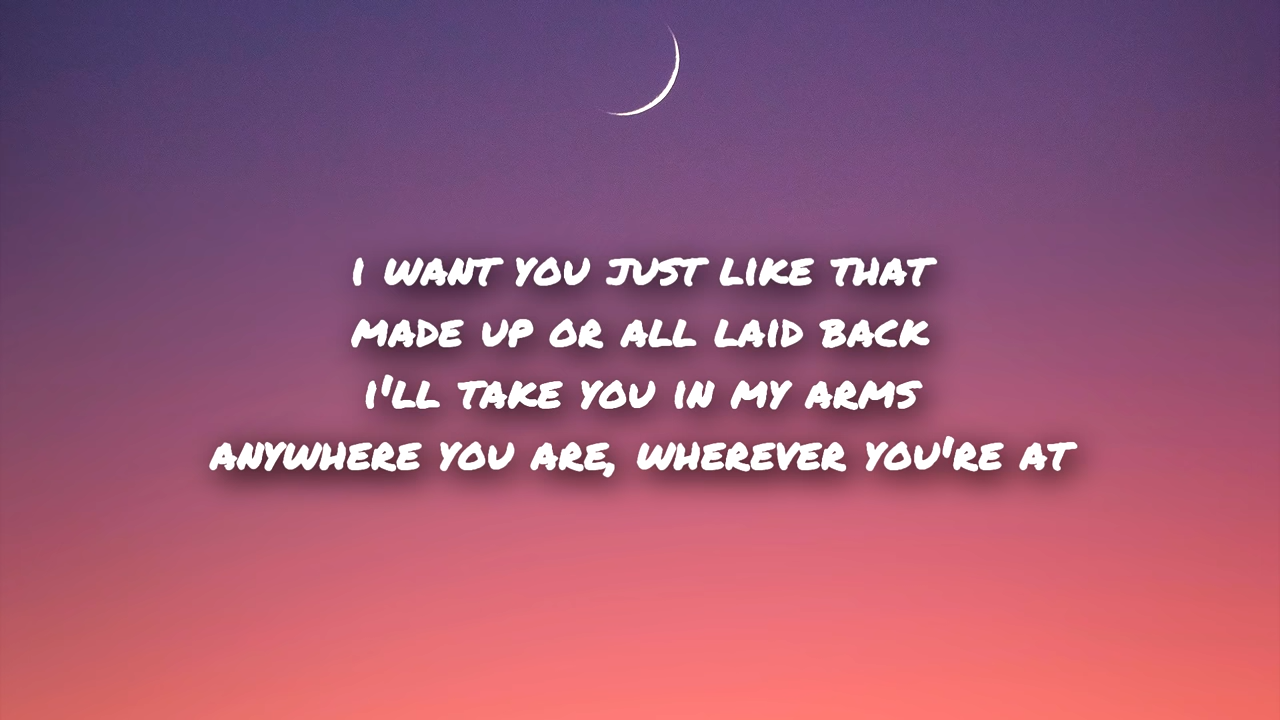 I WANT YOU JUST LIKE THAT
MADE UP OR ALL LAID BACK
I'LL TAKE YOU IN MY ARMS
ANYWHERE YOU ARE, WHEREVER YOU'RE AT